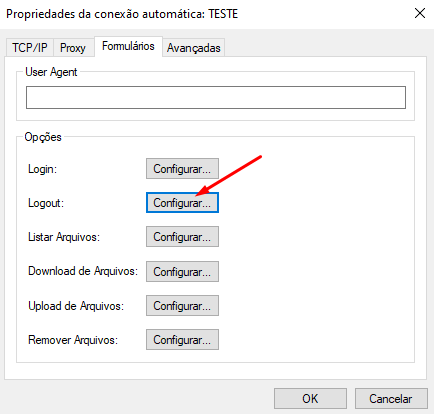 Propriedades da conexão automática: TESTE
TCP/IP Proxy Formulários Avançadas
User Agent
Opções
Login: Configurar...
Logout: Configurar...
Listar Arquivos: Configurar...
Download de Arquivos: Configurar...
Upload de Arquivos: Configurar...
Remover Arquivos: Configurar...
OK Cancelar